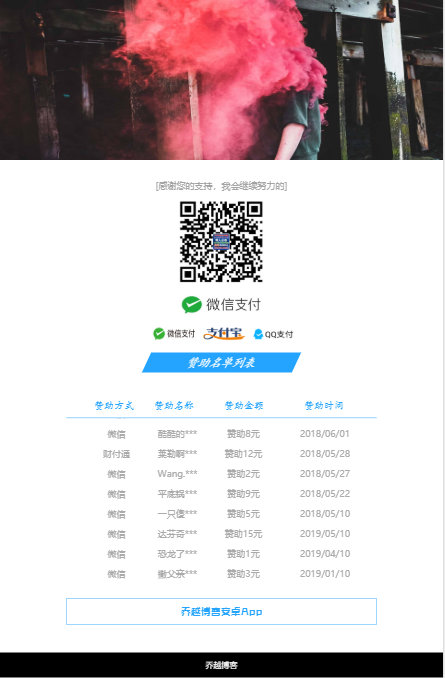 [感谢您的支持，我会继续努力的]
微信支付
微信支付 支付宝 QQ支付
赞助名单列表
赞助方式 赞助名称 赞助金额 赞助时间
微信 酷酷的*** 赞助8元 2018/06/01
财付通 莱勒啊*** 赞助12元 2018/05/28
微信 Wang.*** 赞助2元 2018/05/27
微信 平底锅*** 赞助9元 2018/05/22
微信 一只傻*** 赞助5元 2018/05/10
微信 达芬奇*** 赞助15元 2019/05/10
微信 恐龙了*** 赞助1元 2019/04/10
微信 父亲*** 赞助3元 2019/01/10
乔越博客安卓App
乔越博客